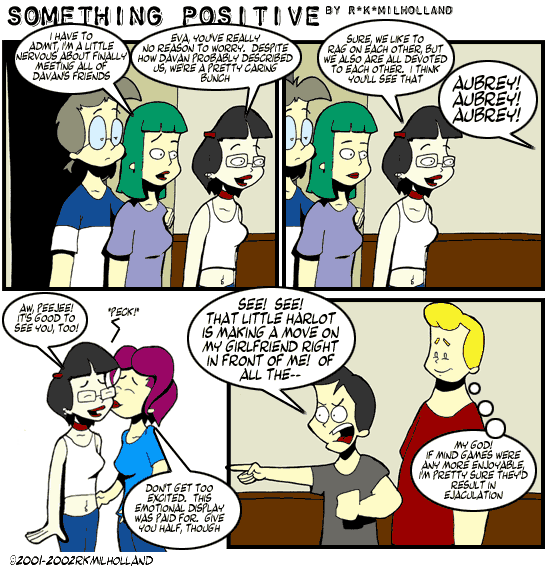 SOMETHING POSITIVE BY R*K*MILHOLLAND
I HAVE TO
ADMIT, I'M A LITTLE
NERVOUS ABOUT FINALLY
MEETING ALL OF
DAVAN'S FRIENDS
EVA, YOU'VE REALLY
NO REASON TO WORRY. DESPITE
HOW DAVAN PROBABLY DESCRIBED
US, WE'RE A PRETTY CARING
BUNCH
SURE, WE LIKE TO
RAG ON EACH OTHER, BUT
WE ALSO ARE ALL DEVOTED
TO EACH OTHER. I THINK
YOU'LL SEE THAT
AUBREY!
AUBREY!
AUBREY!
AW, PEEJEE!
IT'S GOOD TO
SEE YOU, TOO!
*PECK!*
DON'T GET TOO
EXCITED. THIS
EMOTIONAL DISPLAY
WAS PAID FOR. GIVE
YOU HALF, THOUGH
SEE! SEE!
THAT LITTLE HARLOT
IS MAKING A MOVE ON
MY GIRLFRIEND RIGHT
IN FRONT OF ME! OF
ALL THE--
MY GOD!
IF MIND GAMES WERE
ANY MORE ENJOYABLE,
I'M PRETTY SURE THEY'D
RESULT IN
EJACULATION
©2001-2002RKMILHOLLAND